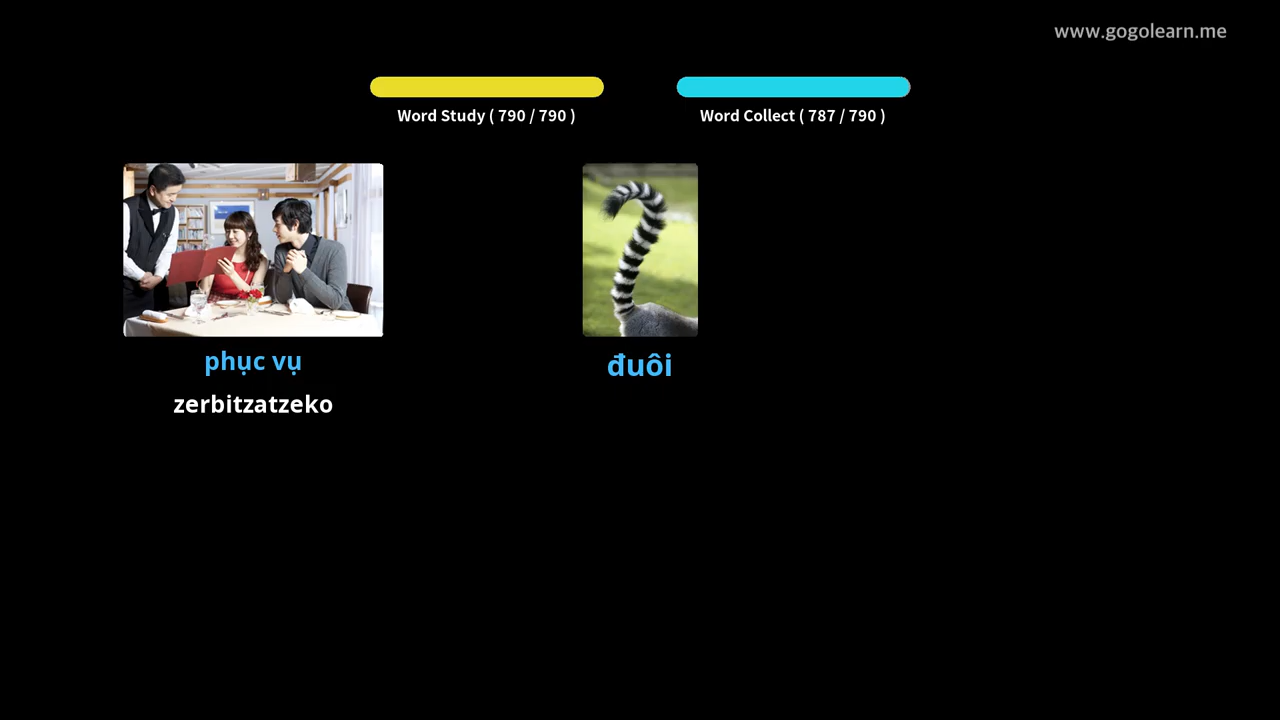 www.gogolearn.me
Word Study ( 790 / 790 )
Word Collect ( 787 / 790 )
phục vụ
đuôi
zerbitzatzeko